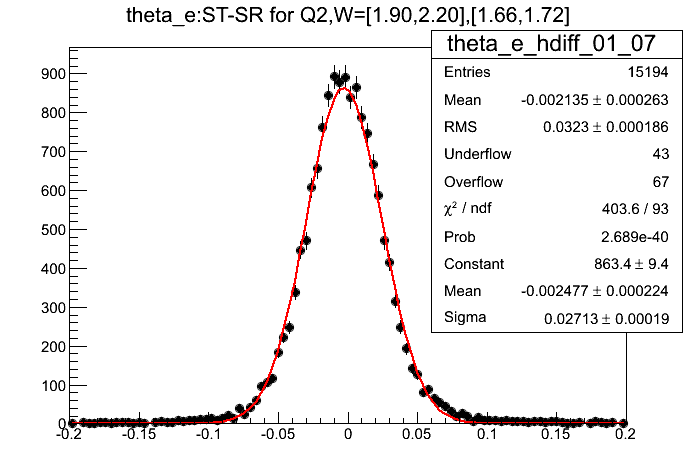 theta_e:ST-SR for Q2,W=[1.90,2.20],[1.66,1.72]
theta_e_hdiff_01_07
Entries 15194
Mean -0.002135 ± 0.000263
RMS 0.0323 ± 0.000186
Underflow 43
Overflow 67
χ² / ndf 403.6 / 93
Prob 2.689e-40
Constant 863.4 ± 9.4
Mean -0.002477 ± 0.000224
Sigma 0.02713 ± 0.00019
900
800
700
600
500
400
300
200
100
0
-0.2 -0.15 -0.1 -0.05 0 0.05 0.1 0.15 0.2